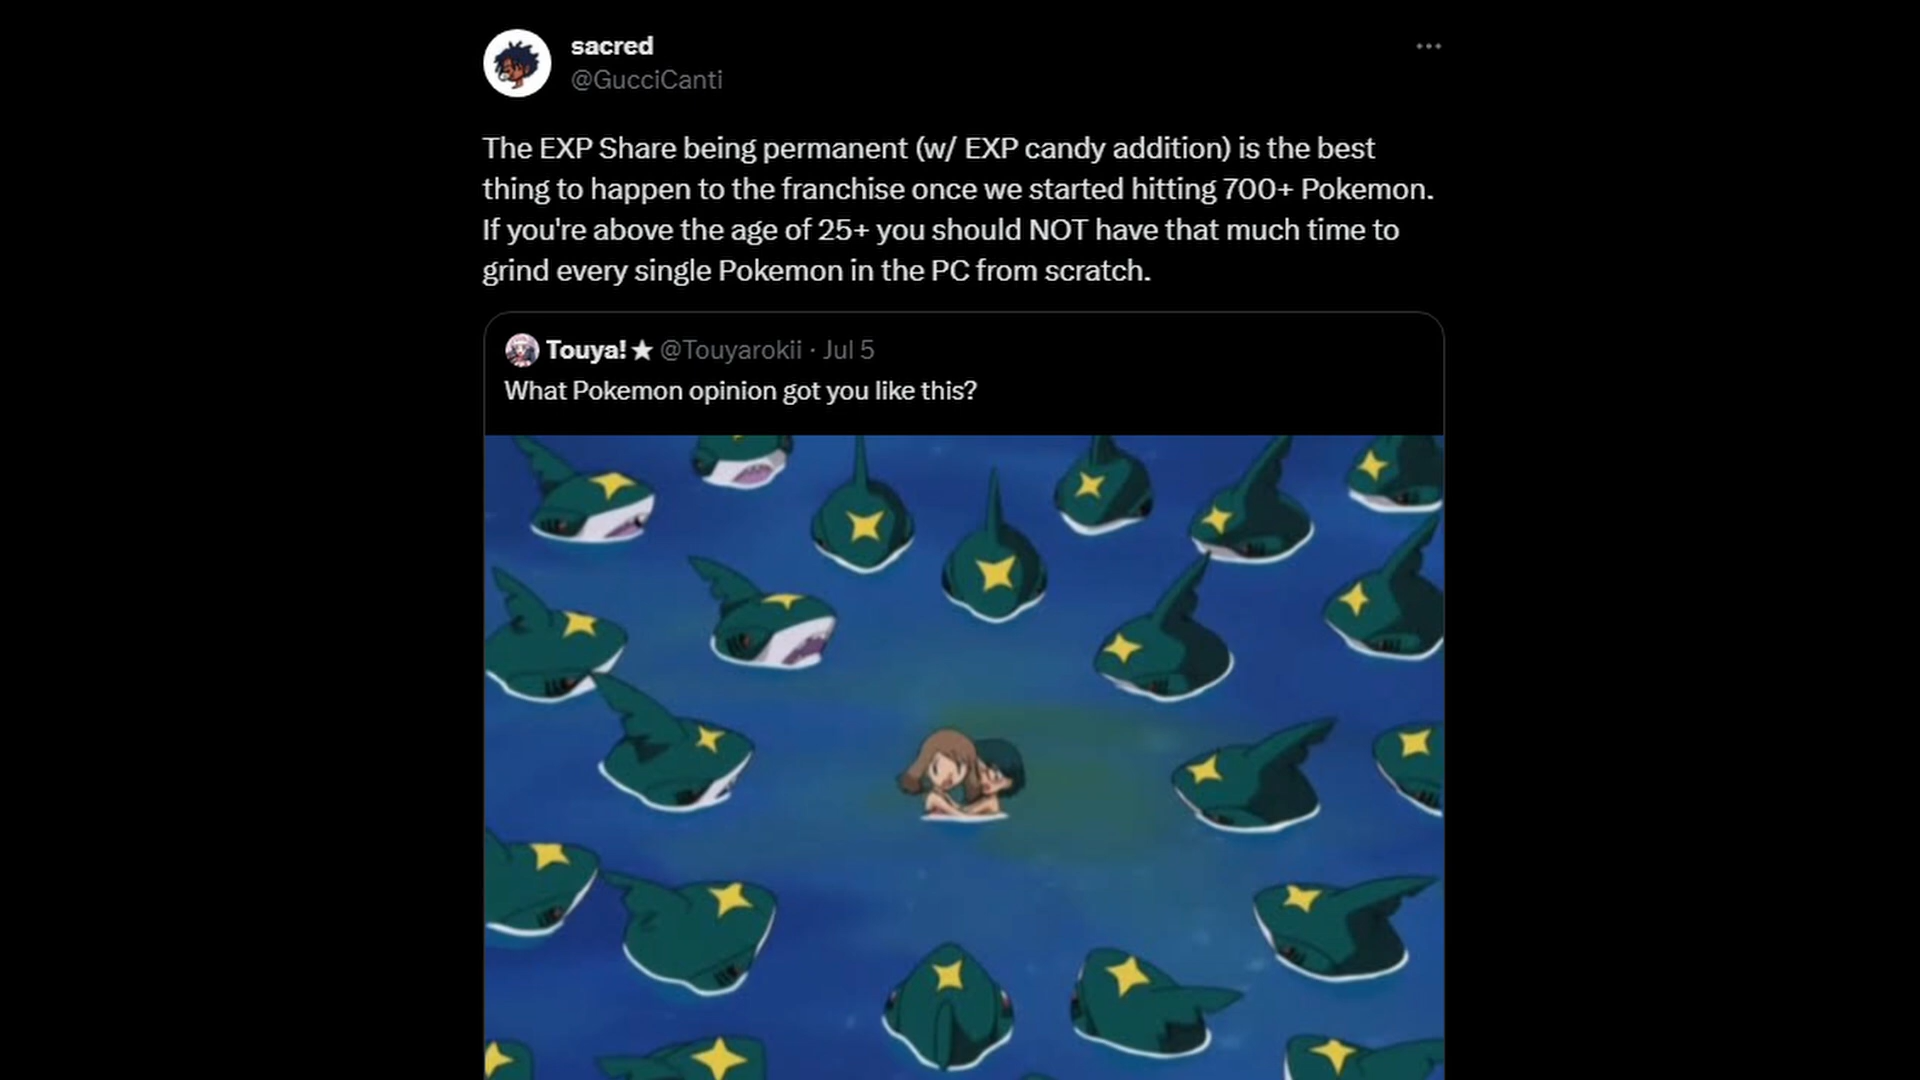 sacred
@GucciCanti
The EXP Share being permanent (w/ EXP candy addition) is the best
thing to happen to the franchise once we started hitting 700+ Pokemon.
If you're above the age of 25+ you should NOT have that much time to
grind every single Pokemon in the PC from scratch.
Touya!★ @Touyarokii · Jul 5
What Pokemon opinion got you like this?